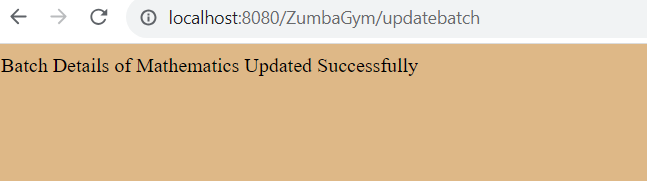 localhost:8080/ZumbaGym/updatebatch
Batch Details of Mathematics Updated Successfully